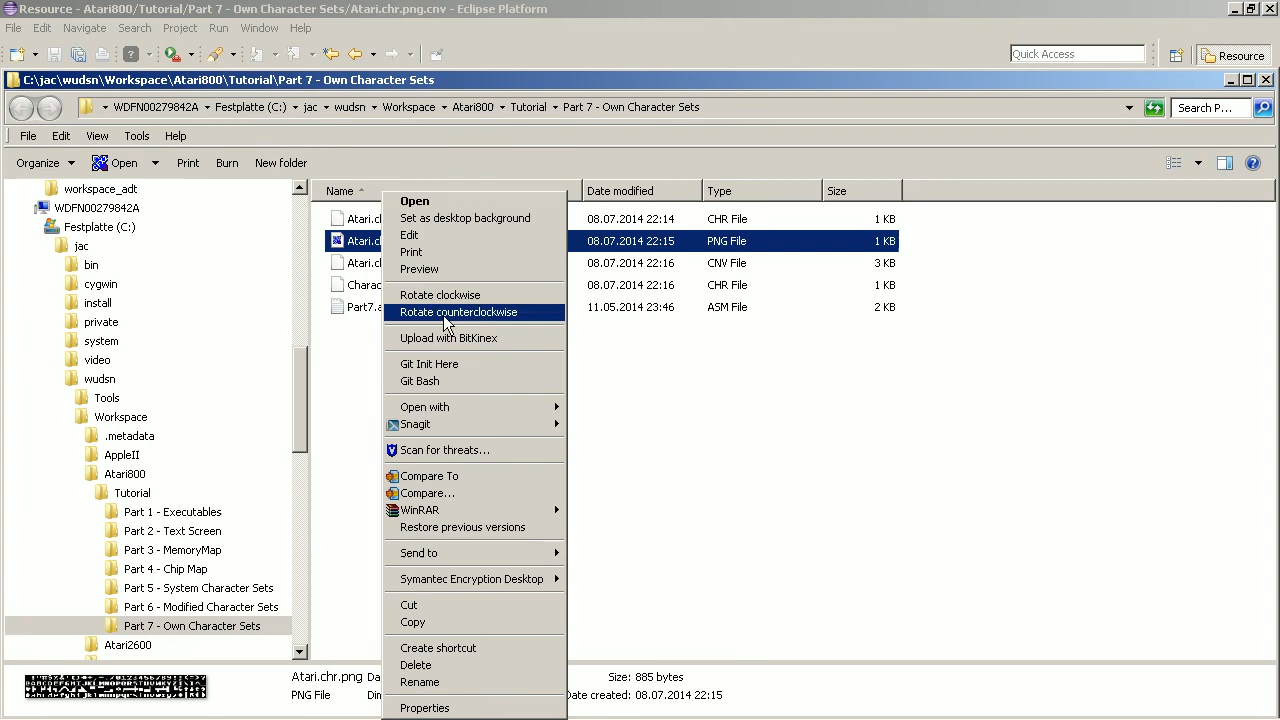 Resource - Atari800/Tutorial/Part 7 - Own Character Sets/Atari.chr.png.cnv - Eclipse Platform
File Edit Navigate Search Project Run Window Help
Quick Access
Resource
C:\jac\wudsn\Workspace\Atari800\Tutorial\Part 7 - Own Character Sets
WDFN00279842A Festplatte (C:) jac wudsn Workspace Atari800 Tutorial Part 7 - Own Character Sets
Search P...
File Edit View Tools Help
Organize Open Print Burn New folder
workspace_adt
WDFN00279842A
Festplatte (C:)
jac
bin
cygwin
install
private
system
video
wudsn
Tools
Workspace
.metadata
AppleII
Atari800
Tutorial
Part 1 - Executables
Part 2 - Text Screen
Part 3 - MemoryMap
Part 4 - Chip Map
Part 5 - System Character Sets
Part 6 - Modified Character Sets
Part 7 - Own Character Sets
Atari2600
Name Date modified Type Size
Atari.c 08.07.2014 22:14 CHR File 1 KB
Atari.ch 08.07.2014 22:15 PNG File 1 KB
Atari.c 08.07.2014 22:16 CNV File 3 KB
Charac 08.07.2014 22:16 CHR File 1 KB
Part7.a 11.05.2014 23:46 ASM File 2 KB
Open
Set as desktop background
Edit
Print
Preview
Rotate clockwise
Rotate counterclockwise
Upload with BitKinex
Git Init Here
Git Bash
Open with
Snagit
Scan for threats...
Compare To
Compare...
WinRAR
Restore previous versions
Send to
Symantec Encryption Desktop
Cut
Copy
Create shortcut
Delete
Rename
Properties
Atari.chr.png Da Size: 885 bytes
PNG File Dim Date created: 08.07.2014 22:15